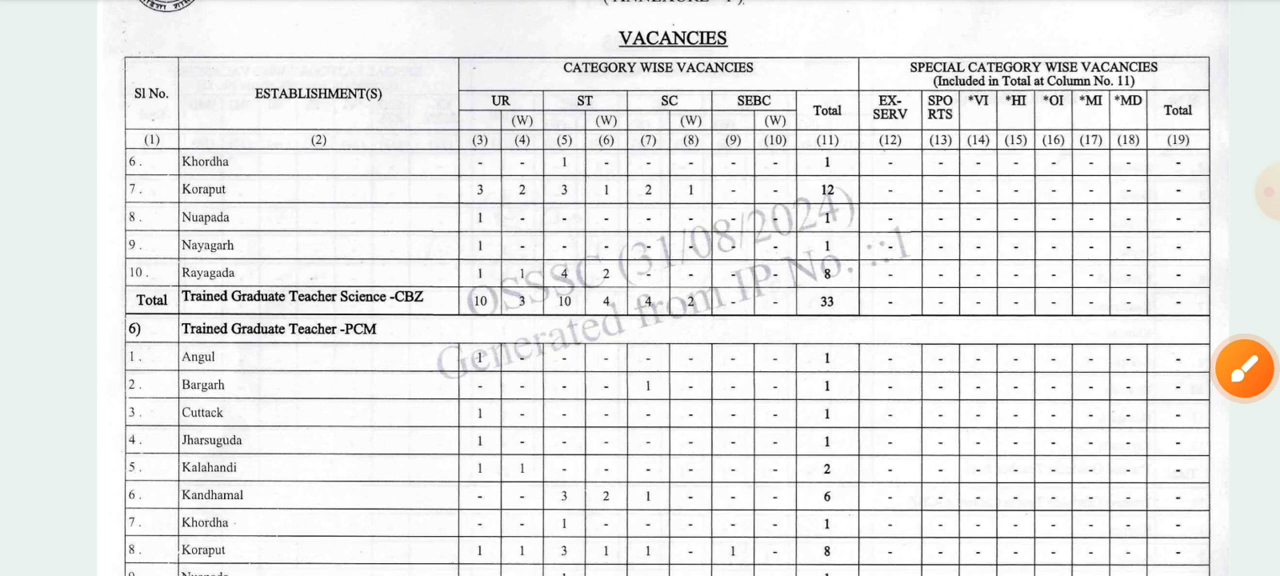 VACANCIES
Sl No. ESTABLISHMENT(S) CATEGORY WISE VACANCIES SPECIAL CATEGORY WISE VACANCIES
(Included in Total at Column No. 11)
UR ST SC SEBC Total EX-SERV SPORTS *VI *HI *OI *MI *MD Total
(W) (W) (W) (W)
(1) (2) (3) (4) (5) (6) (7) (8) (9) (10) (11) (12) (13) (14) (15) (16) (17) (18) (19)
6. Khordha - - 1 - - - - - 1 - - - - - - - -
7. Koraput 3 2 3 1 2 1 - - 12 - - - - - - - -
8. Nuapada 1 - - - - - - - 1 - - - - - - - -
9. Nayagarh 1 - - - - - - - 1 - - - - - - - -
10. Rayagada 1 1 4 2 - - - - 8 - - - - - - - -
Total Trained Graduate Teacher Science -CBZ 10 3 10 4 4 2 - - 33 - - - - - - - -
6) Trained Graduate Teacher -PCM
1. Angul 1 - - - - - - - 1 - - - - - - - -
2. Bargarh - - - - 1 - - - 1 - - - - - - - -
3. Cuttack 1 - - - - - - - 1 - - - - - - - -
4. Jharsuguda 1 - - - - - - - 1 - - - - - - - -
5. Kalahandi 1 1 - - - - - - 2 - - - - - - - -
6. Kandhamal - - 3 2 1 - - - 6 - - - - - - - -
7. Khordha - - 1 - - - - - 1 - - - - - - - -
8. Koraput 1 1 3 1 1 - 1 - 8 - - - - - - - -
OSSSC (31/08/2024)
Generated from IP No. ::1